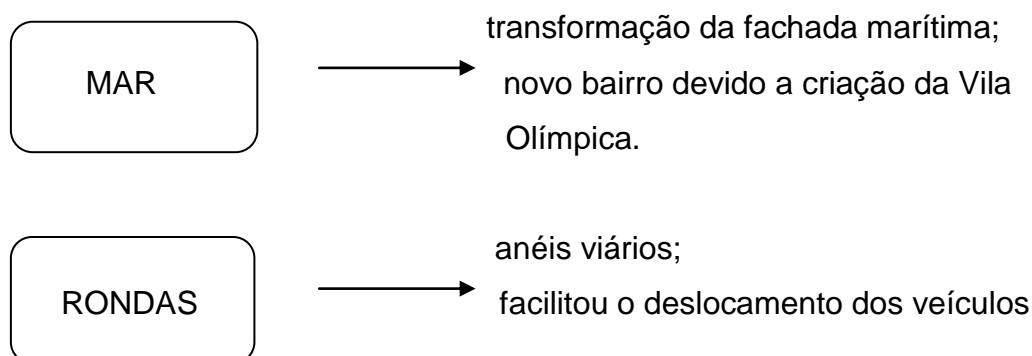 transformação da fachada marítima;
MAR
novo bairro devido a criação da Vila
Olímpica.
anéis viários;
RONDAS
facilitou o deslocamento dos veículos